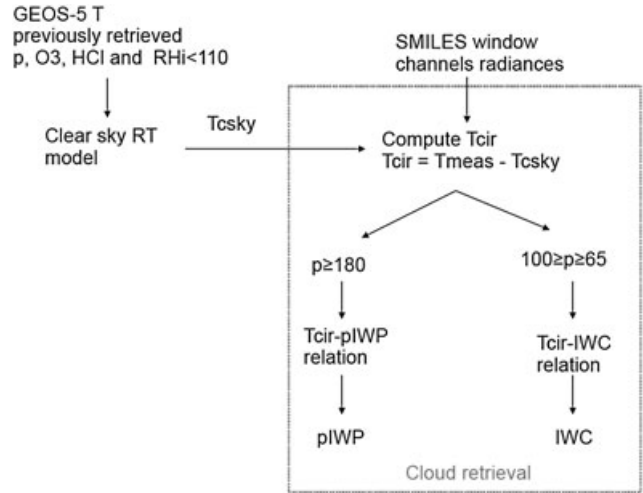 GEOS-5 T
previously retrieved
p, O3, HCl and RHi<110
SMILES window
channels radiances
Clear sky RT
model
Tcsky
Compute Tcir
Tcir = Tmeas - Tcsky
p≥180
100≥p≥65
Tcir-pIWP
relation
Tcir-IWC
relation
pIWP
IWC
Cloud retrieval